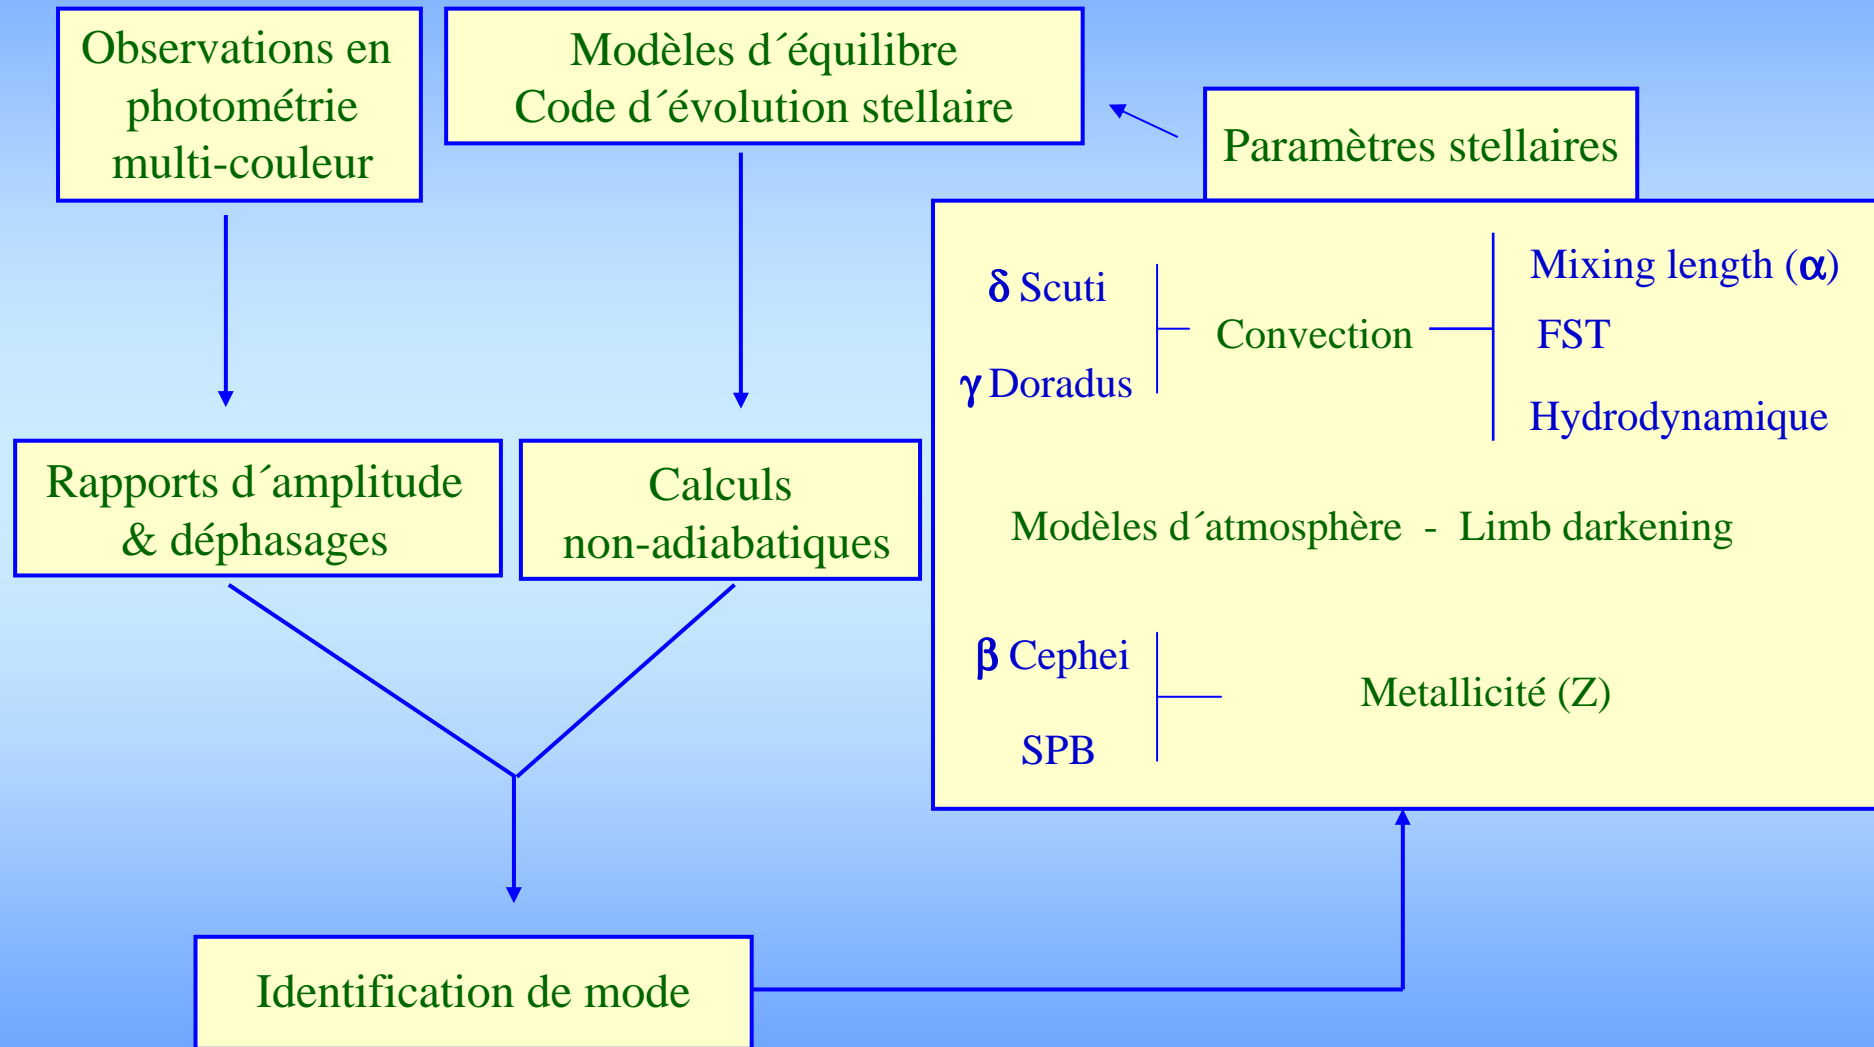 Observations en
photométrie
multi-couleur
Modèles d´équilibre
Code d´évolution stellaire
Paramètres stellaires
δ Scuti
γ Doradus
Convection
Mixing length (α)
FST
Hydrodynamique
Rapports d´amplitude
& déphasages
Calculs
non-adiabatiques
Modèles d´atmosphère - Limb darkening
β Cephei
SPB
Metallicité (Z)
Identification de mode